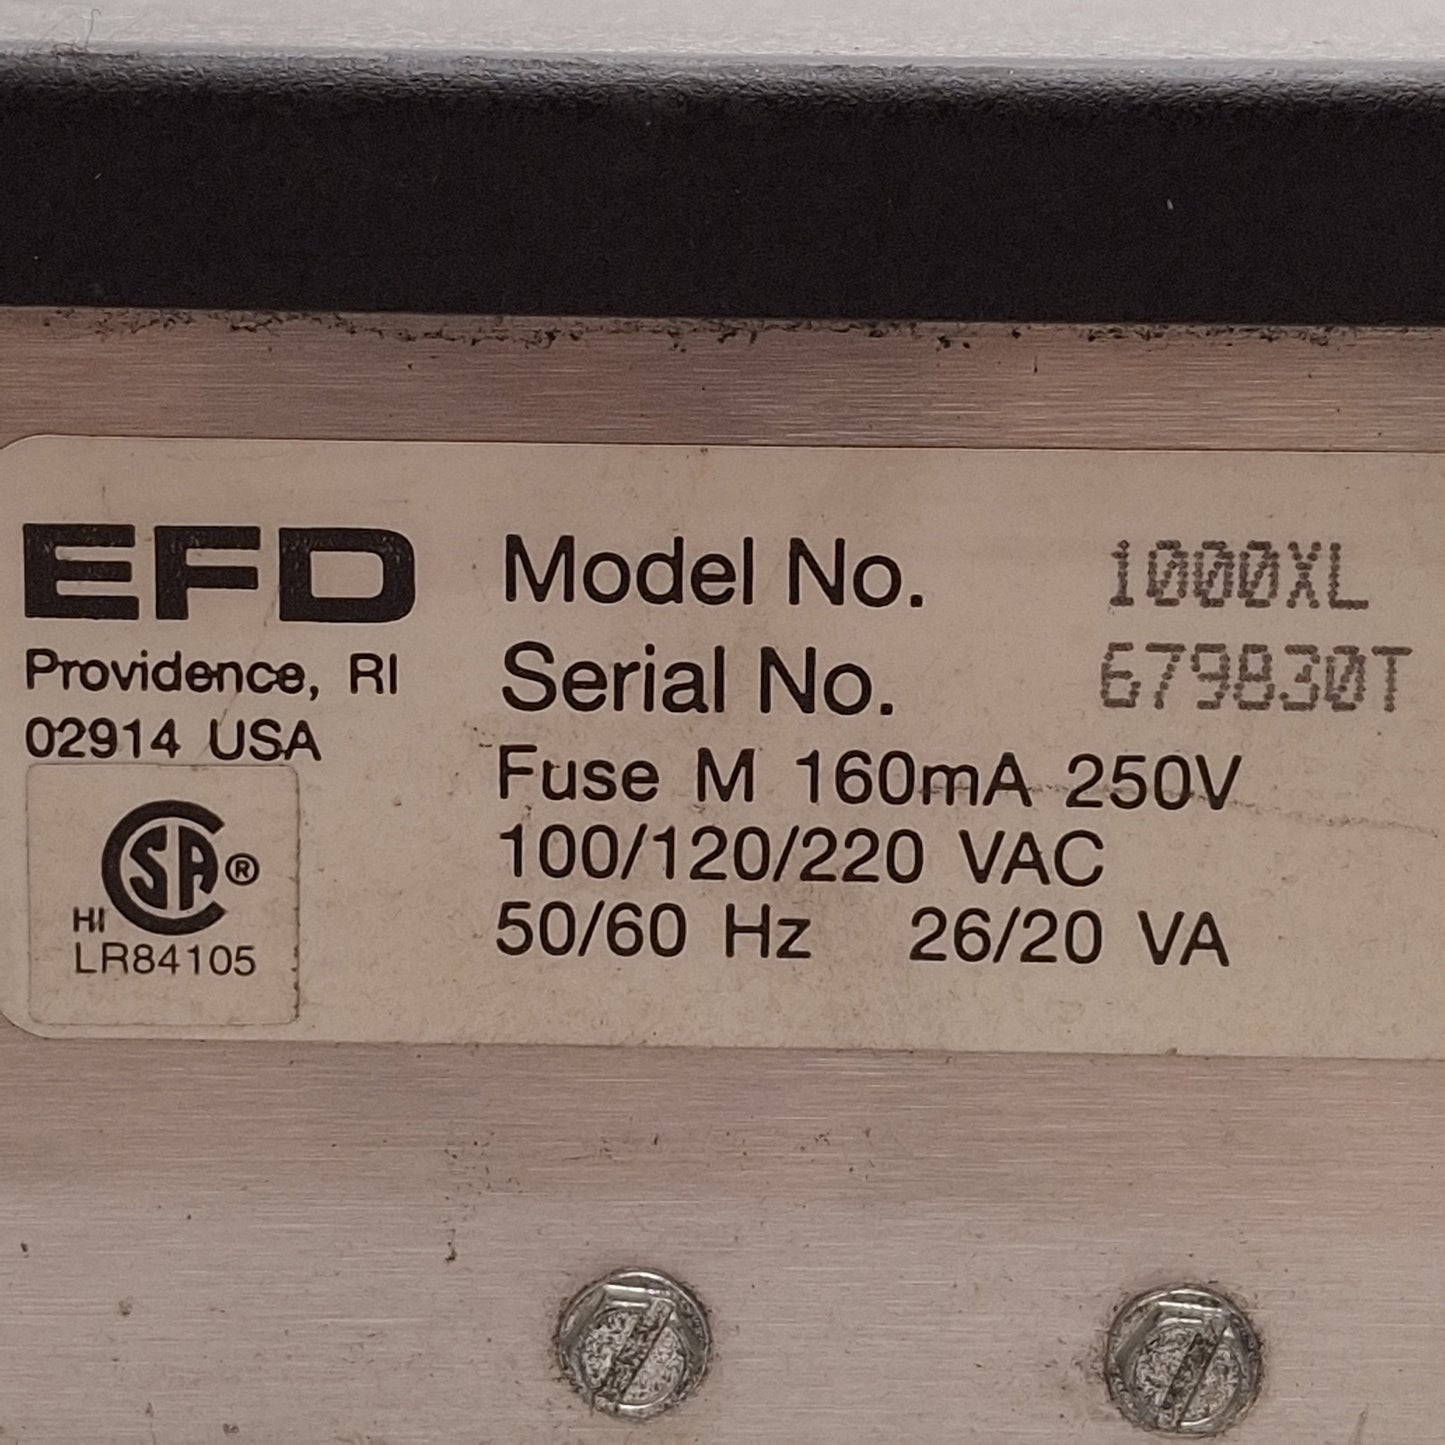 EFD
Providence, RI
02914 USA
SA®
HI
LR84105
Model No. 1000XL
Serial No. 679830T
Fuse M 160mA 250V
100/120/220 VAC
50/60 Hz 26/20 VA